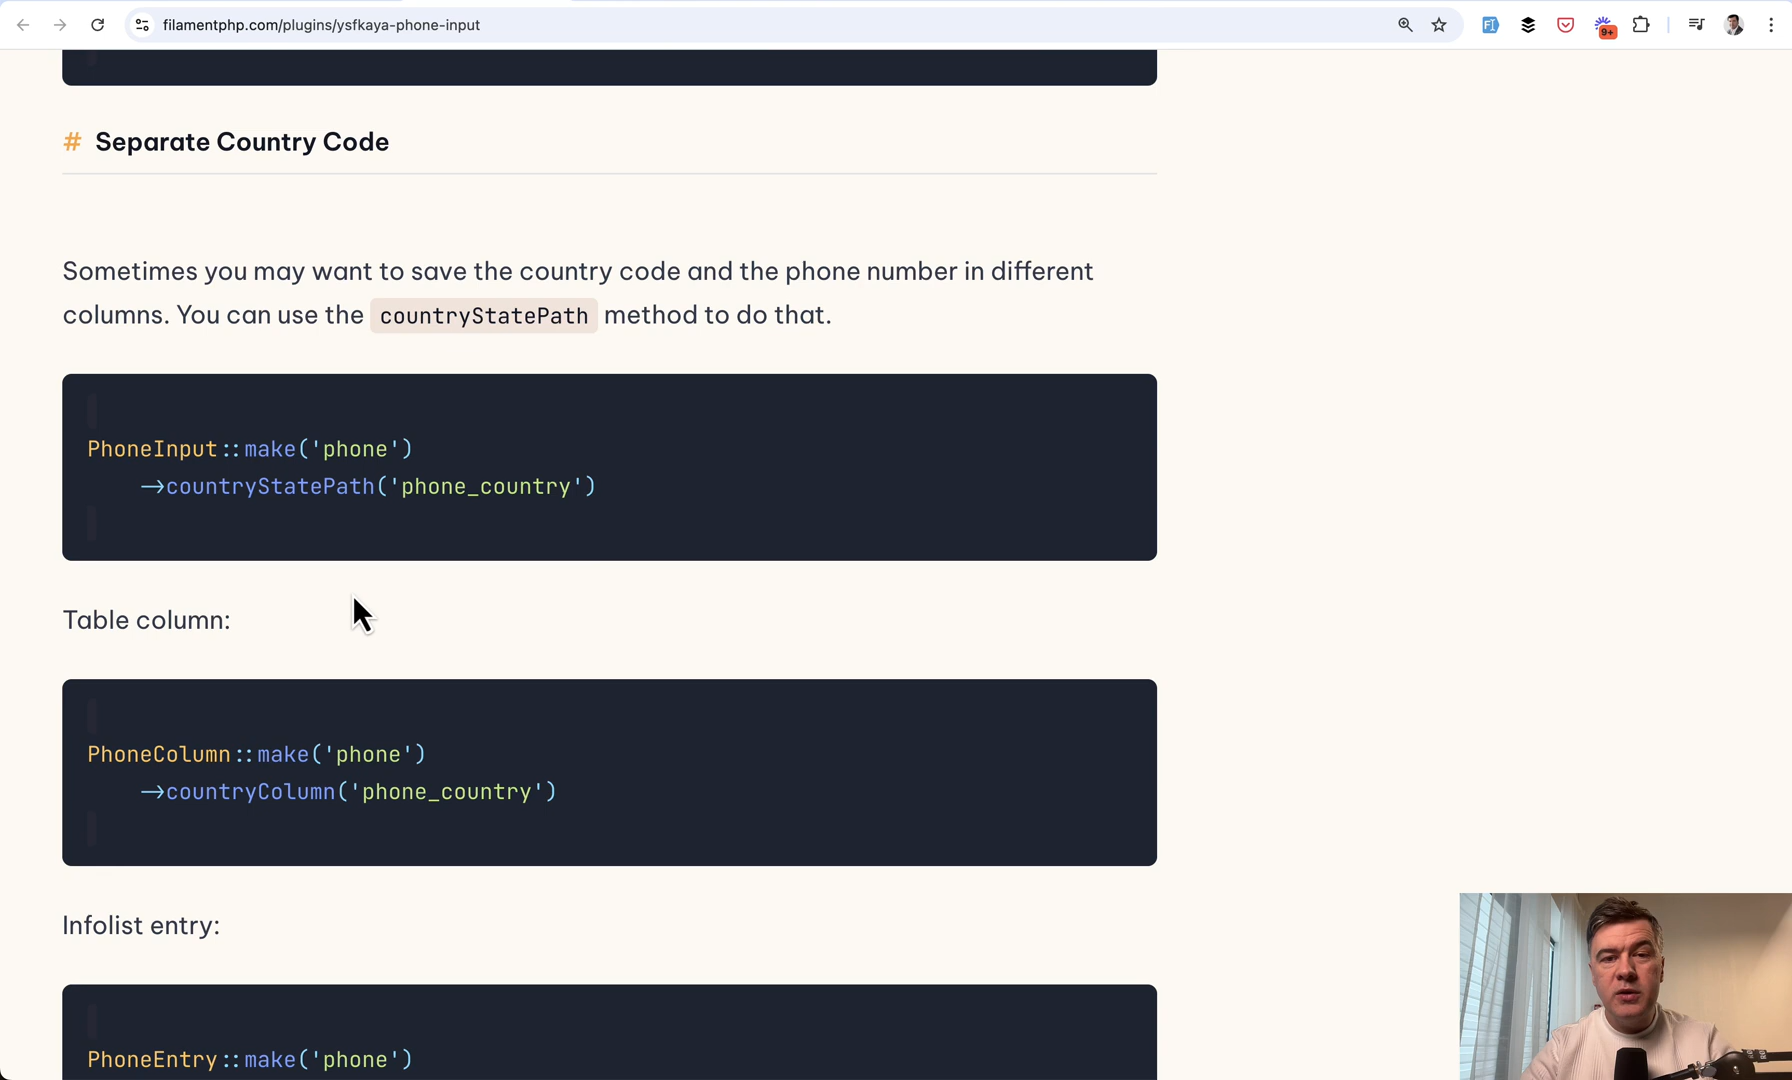 filamentphp.com/plugins/ysfkaya-phone-input
9+
# Separate Country Code
Sometimes you may want to save the country code and the phone number in different
columns. You can use the countryStatePath method to do that.
PhoneInput::make('phone')
->countryStatePath('phone_country')
Table column:
PhoneColumn::make('phone')
->countryColumn('phone_country')
Infolist entry:
PhoneEntry::make('phone')